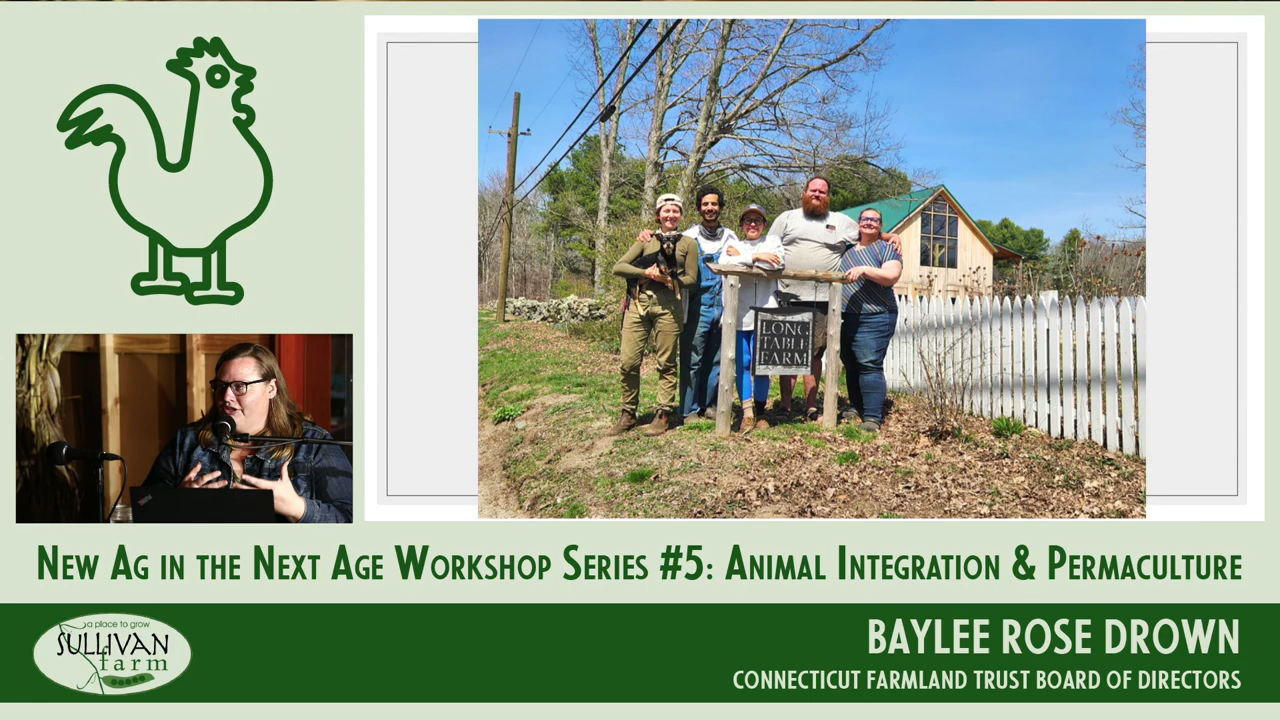 LONG
TABLE
FARM
NEW AG IN THE NEXT AGE WORKSHOP SERIES #5: ANIMAL INTEGRATION & PERMACULTURE
a place to grow
SULLIVAN
farm
BAYLEE ROSE DROWN
CONNECTICUT FARMLAND TRUST BOARD OF DIRECTORS